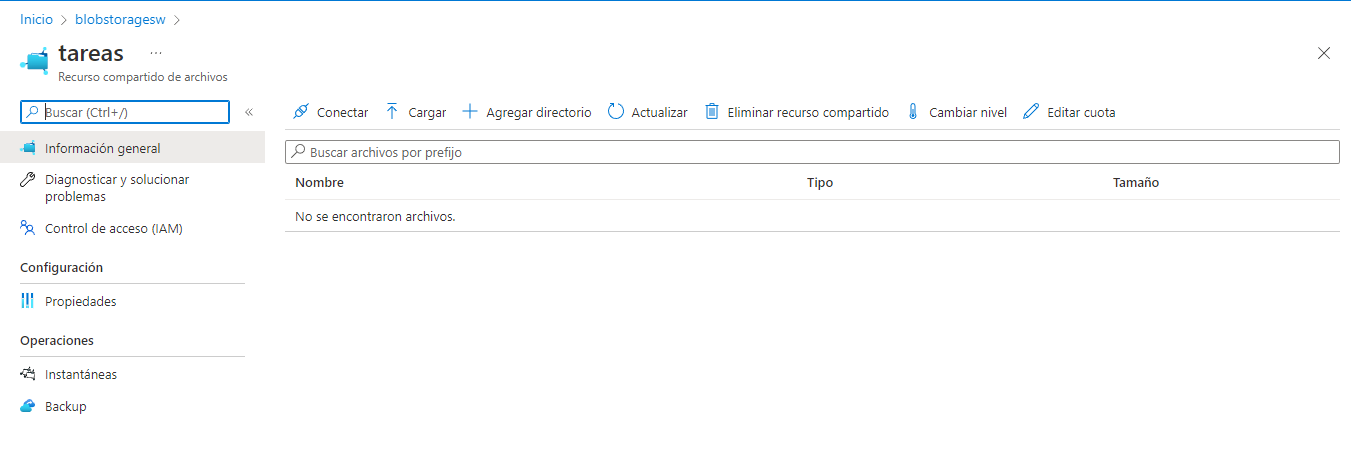 Inicio > blobstoragesw >
tareas ...
Recurso compartido de archivos
Buscar (Ctrl+/) «
Información general
Diagnosticar y solucionar
problemas
Control de acceso (IAM)
Configuración
Propiedades
Operaciones
Instantáneas
Backup
Conectar Cargar Agregar directorio Actualizar Eliminar recurso compartido Cambiar nivel Editar cuota
Buscar archivos por prefijo
Nombre Tipo Tamaño
No se encontraron archivos.